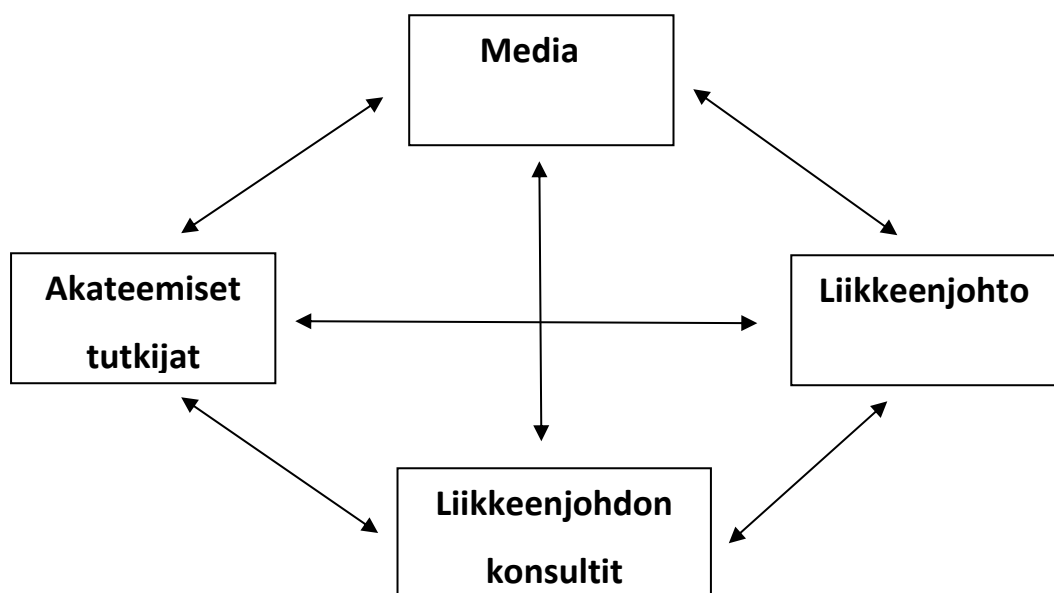 Media
Akateemiset
tutkijat
Liikkeenjohto
Liikkeenjohdon
konsultit